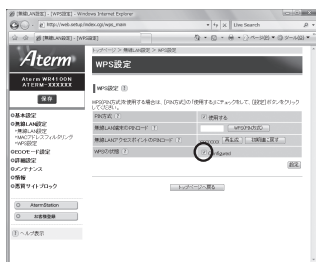 [無線LAN設定] - [WPS設定] - Windows Internet Explorer
http://web.setup/index.cgi/wps_main
Live Search
[無線LAN設定] - [WPS設定]
ページ(P)
ツール(O)
Aterm
Aterm WR4100N
ATERM-XXXXXX
保存
基本設定
無線LAN設定
・無線LAN設定
・MACアドレスフィルタリング
・WPS設定
ECOモード設定
詳細設定
メンテナンス
情報
悪質サイトブロック
AtermStation
お客様登録
ヘルプ表示
トップページ > 無線LAN設定 > WPS設定
WPS設定
WPS設定
WPS(PIN方式)を使用する場合は、[PIN方式]の「使用する」にチェックをして、[設定]ボタンをクリックしてください。
PIN方式
使用する
無線LAN端末のPINコード
WPS(PIN方式)
無線LANアクセスポイントのPINコード
再生成
初期値に戻す
WPSの状態
Configured
設定
トップページへ戻る